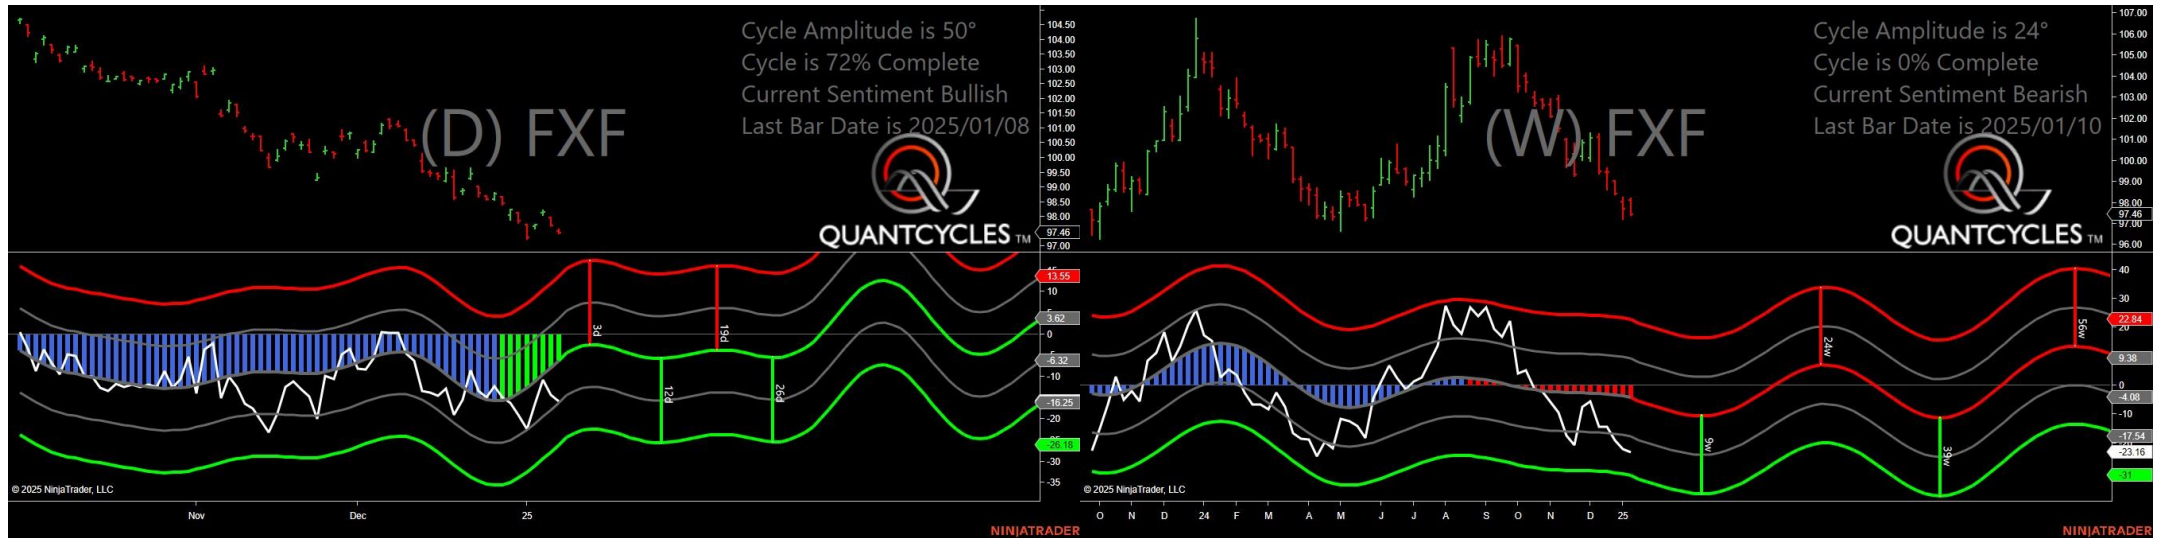 Cycle Amplitude is 50°
Cycle is 72% Complete
Current Sentiment Bullish
Last Bar Date is 2025/01/08
(D) FXF
QUANTCYCLES TM
104.50
104.00
103.50
103.00
102.50
102.00
101.50
101.00
100.50
100.00
99.50
99.00
98.50
98.00
97.46
97.00
13.55
10
3.62
0
-6.32
-10
-16.25
-20
-26.18
-30
-35
3d
12d
19d
26d
© 2025 NinjaTrader, LLC
Nov
Dec
25
NINJATRADER
Cycle Amplitude is 24°
Cycle is 0% Complete
Current Sentiment Bearish
Last Bar Date is 2025/01/10
(W) FXF
QUANTCYCLES TM
107.00
106.00
105.00
104.00
103.00
102.00
101.00
100.00
99.00
98.00
97.46
97.00
96.00
40
30
22.84
20
9.38
0
-4.08
-10
-17.54
-23.16
-31
9w
24w
39w
56w
© 2025 NinjaTrader, LLC
O N D 24 F M A M J J A S O N D 25
NINJATRADER